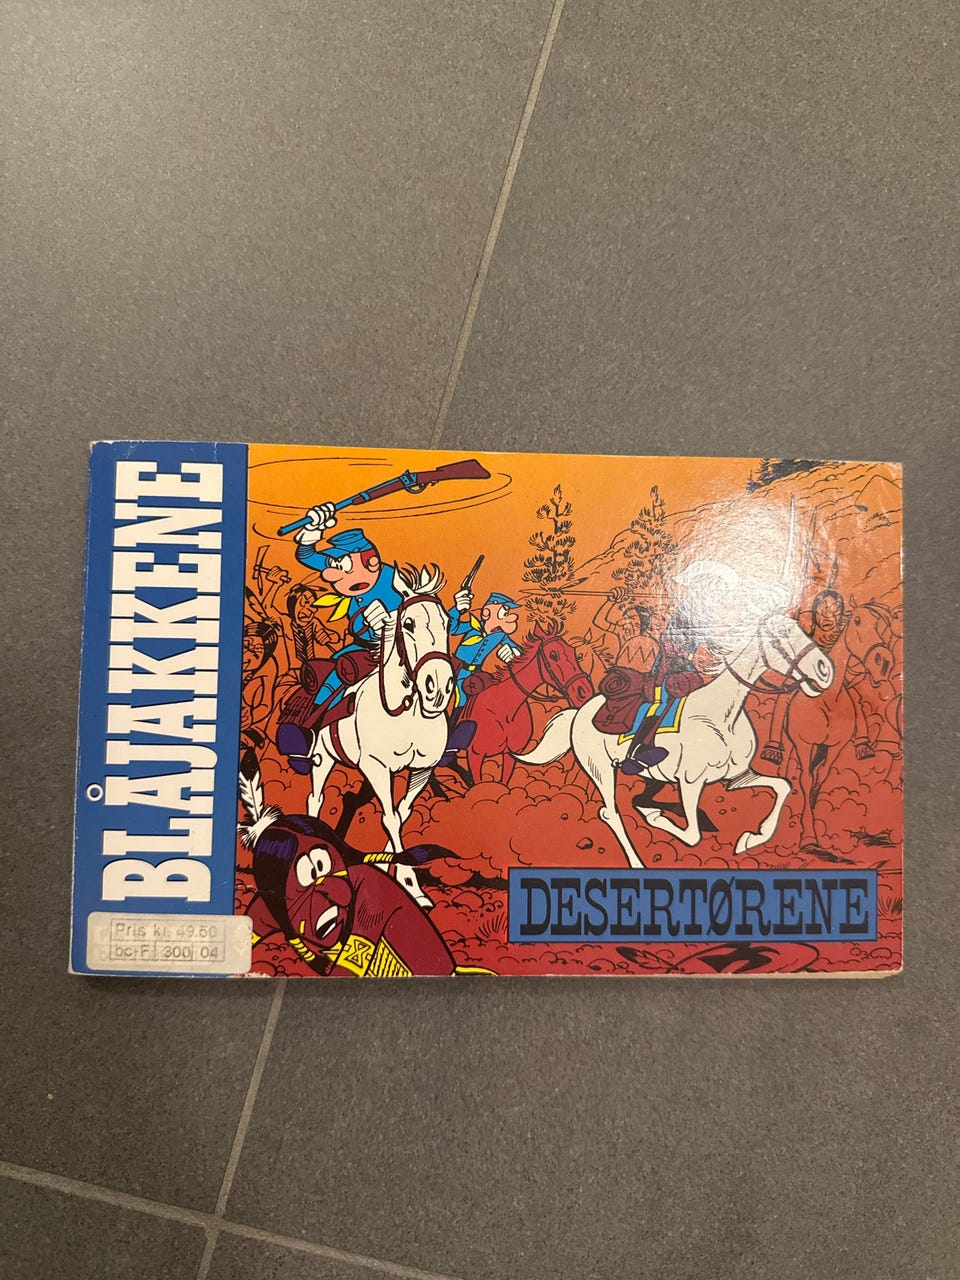 BLÅJAKKENE
DESERTØRENE
Pris kr. 49.50
bc-F 300 04